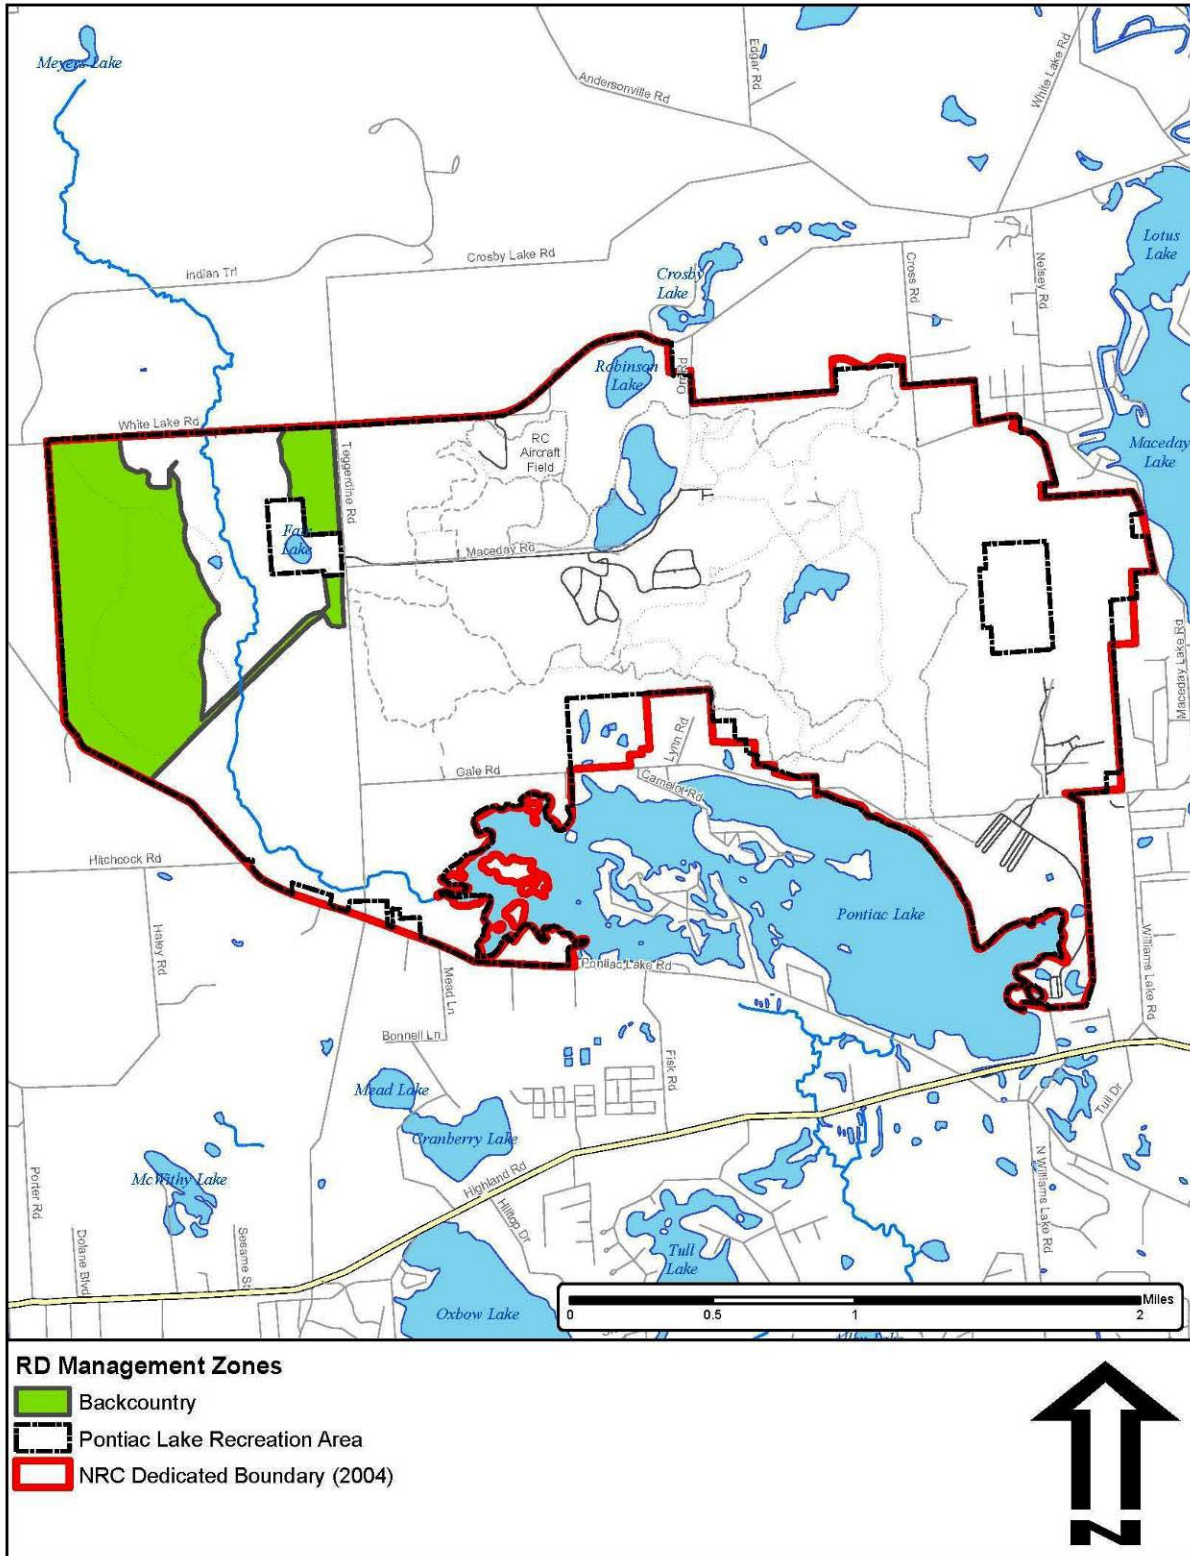 Meyers Lake
Edgar Rd
White Lake Rd
Andersonville Rd
Lotus
Lake
Crosby Lake Rd
Indian Trl
Crosby
Lake
Cross Rd
Nelsey Rd
Robinson
Lake
Ormd Rd
White Lake Rd
Teggerdine Rd
RC
Aircraft
Field
Maceday
Lake
Lake
Maceday Rd
Maceday Lake Rd
Lynn Rd
Gale Rd
Camelot Rd
Hitchcock Rd
Pontiac Lake
Haley Rd
Mead Ln
Pontiac Lake Rd
Williams Lake Rd
Bonnell Ln
Fisk Rd
Mead Lake
Tull Dr
Cranberry Lake
McWithy Lake
Highland Rd
Porter Rd
Hilltop Dr
N Williams Lake Rd
Dolane Blvd
Sesame St
Tull
Lake
Oxbow Lake
0 0.5 1 2 Miles
RD Management Zones
Backcountry
Pontiac Lake Recreation Area
NRC Dedicated Boundary (2004)
N